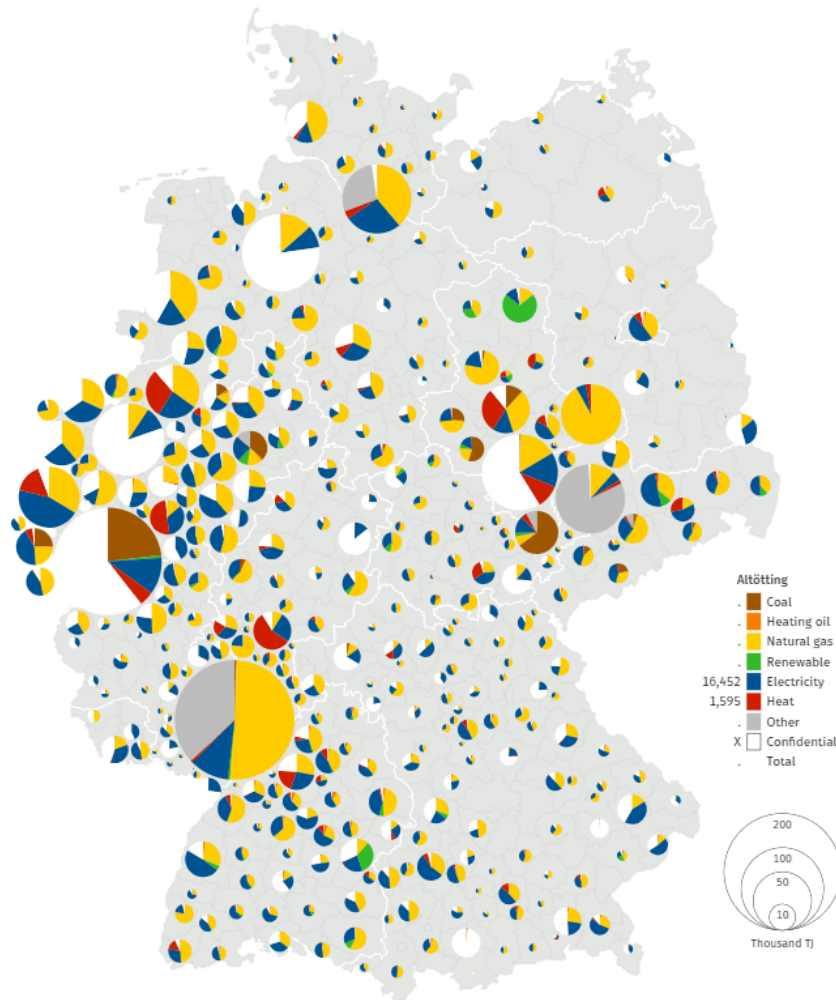 Altötting
. Coal
. Heating oil
. Natural gas
. Renewable
16,452 Electricity
1,595 Heat
. Other
X Confidential
. Total
200
100
50
10
Thousand TJ